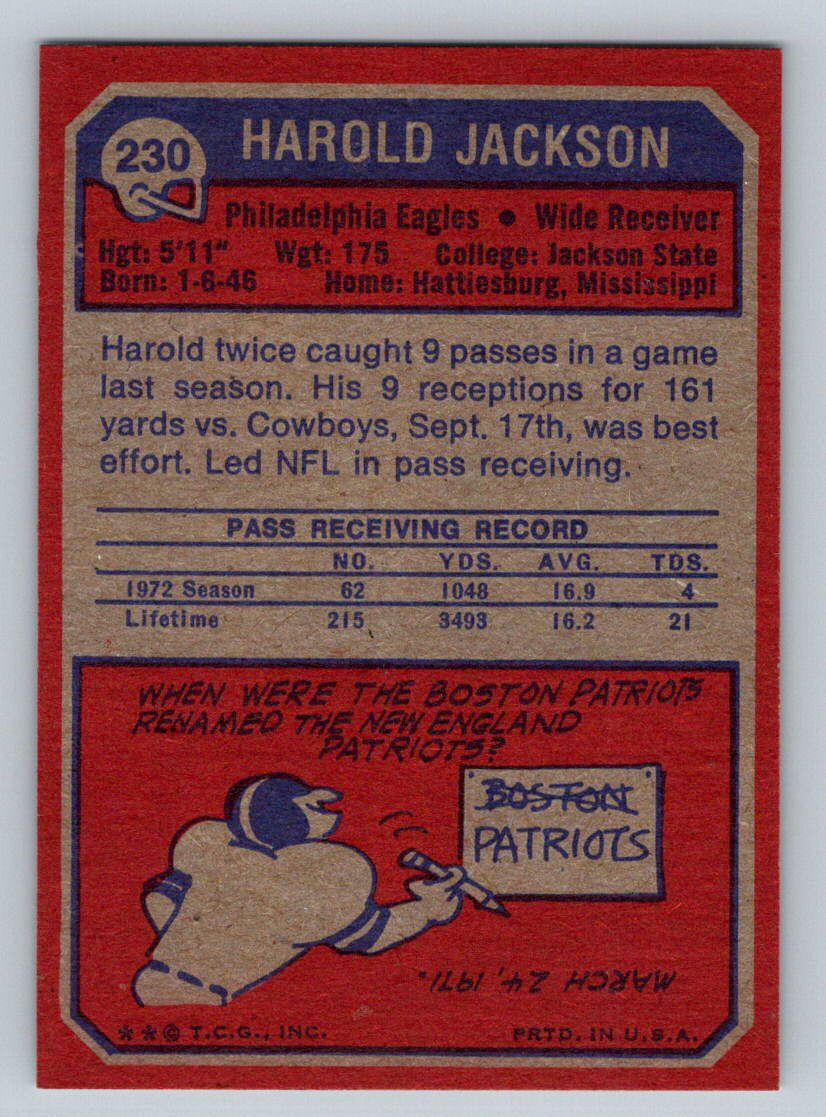 230
HAROLD JACKSON
Philadelphia Eagles • Wide Receiver
Hgt: 5'11" Wgt: 175 College: Jackson State
Born: 1-6-46 Home: Hattiesburg, Mississippi
Harold twice caught 9 passes in a game
last season. His 9 receptions for 161
yards vs. Cowboys, Sept. 17th, was best
effort. Led NFL in pass receiving.
PASS RECEIVING RECORD
NO. YDS. AVG. TDS.
1972 Season 62 1048 16.9 4
Lifetime 215 3493 16.2 21
WHEN WERE THE BOSTON PATRIOTS
RENAMED THE NEW ENGLAND
PATRIOTS?
BOSTON
PATRIOTS
MARCH 24, 1971.
** © T.C.G., INC. PRTD. IN U.S.A.